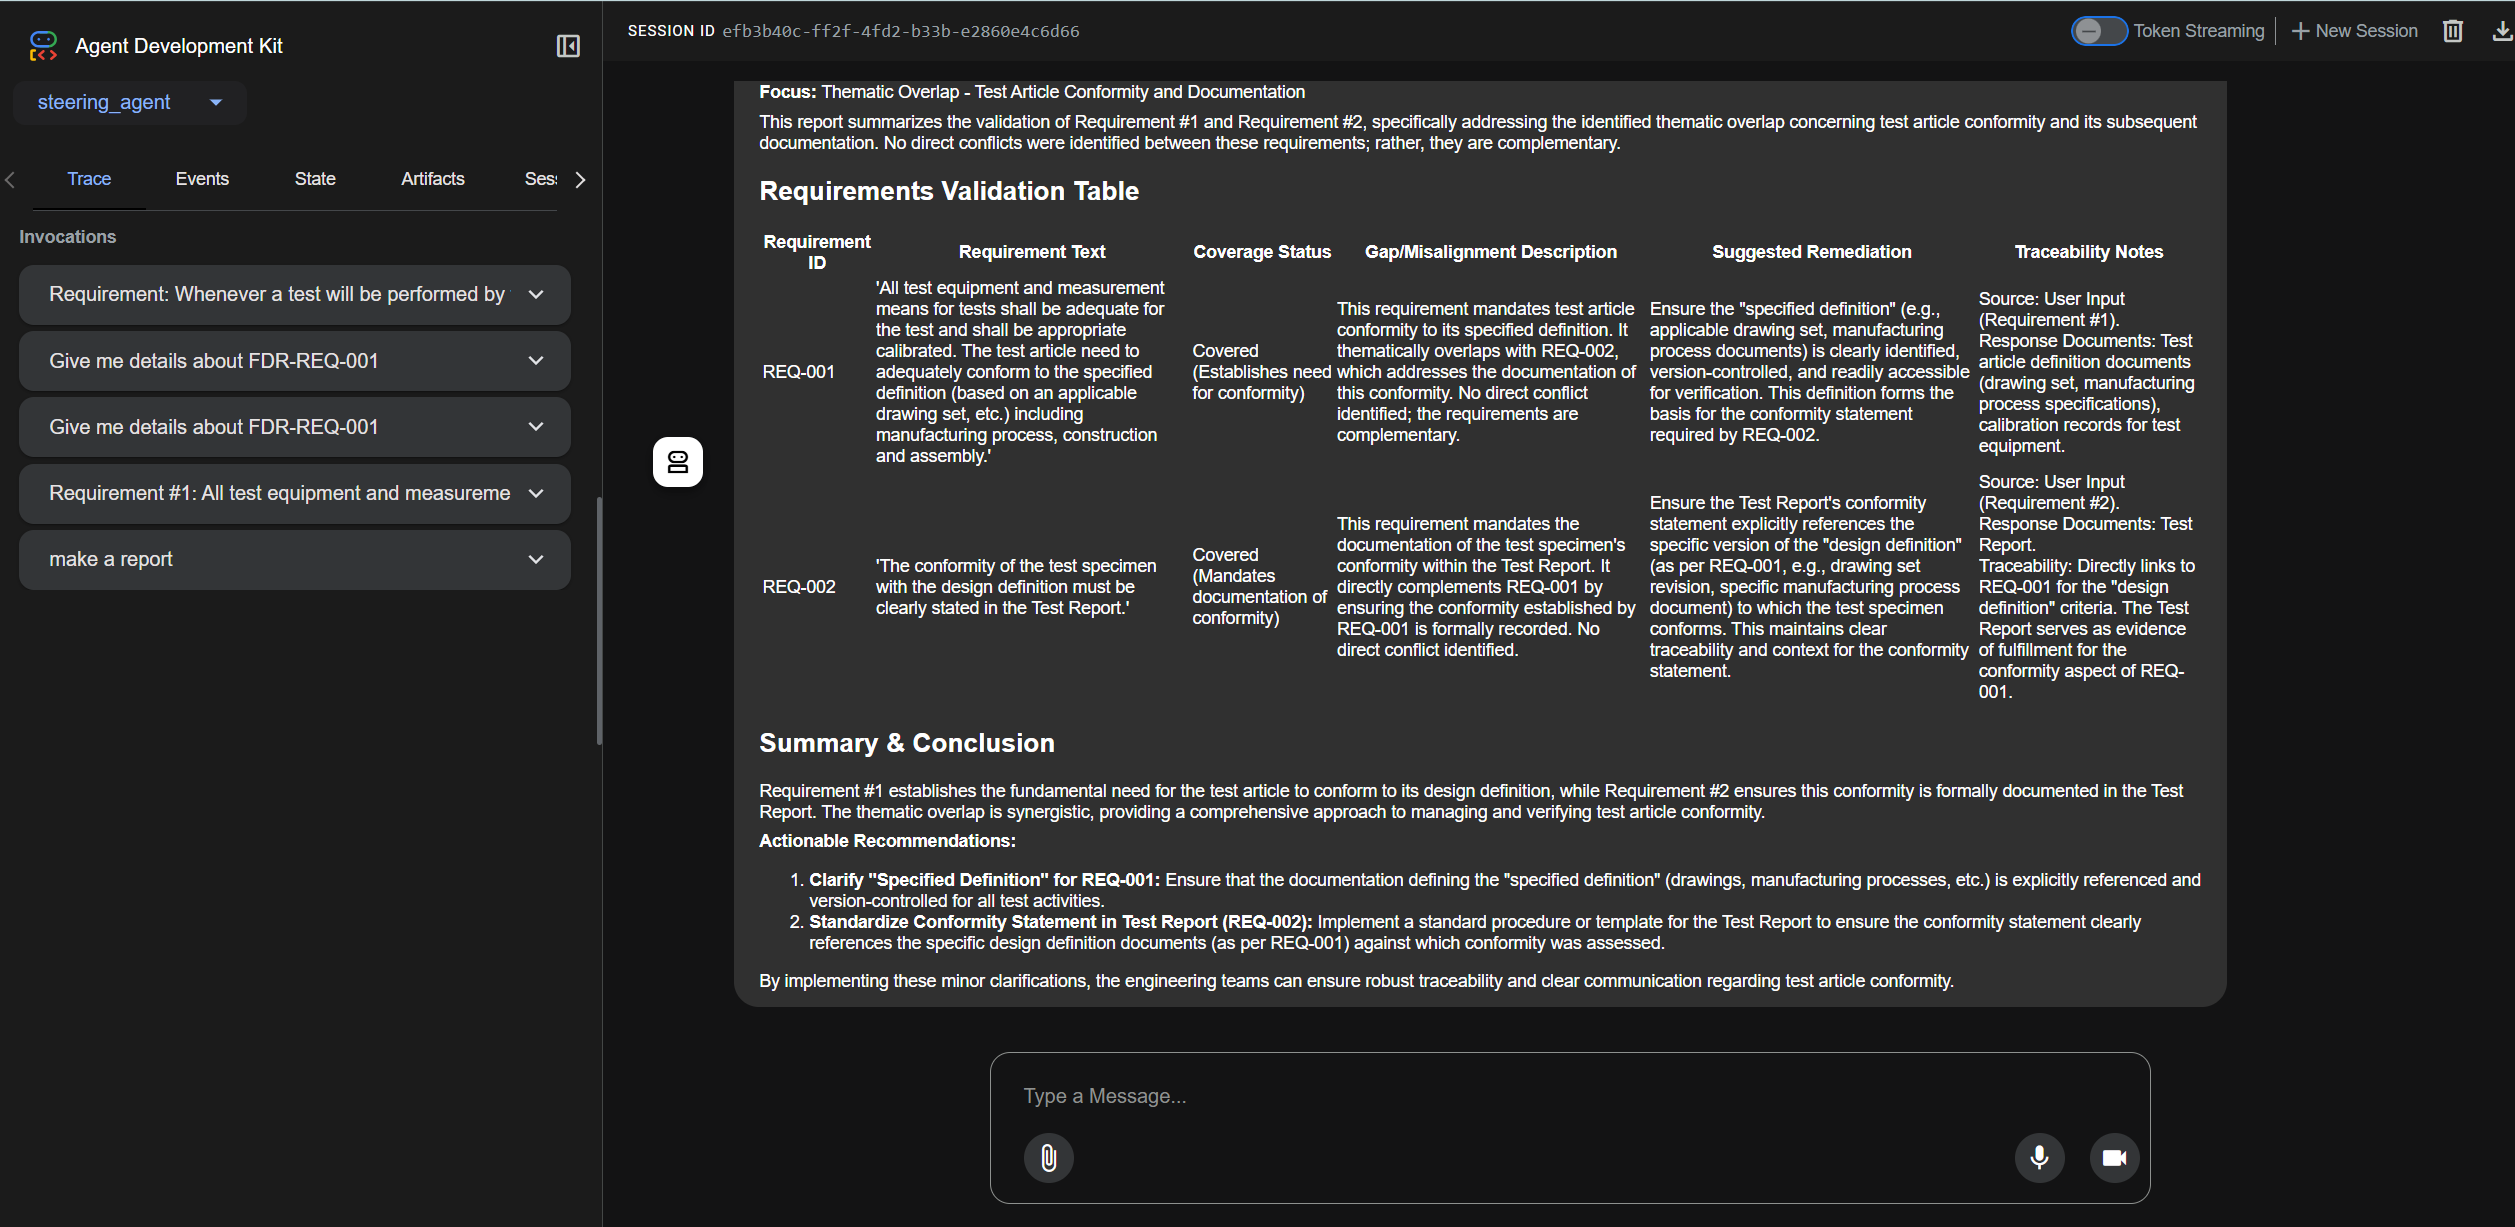 Agent Development Kit
steering_agent
Trace Events State Artifacts Sess
Invocations
Requirement: Whenever a test will be performed by
Give me details about FDR-REQ-001
Give me details about FDR-REQ-001
Requirement #1: All test equipment and measureme
make a report
SESSION ID efb3b40c-ff2f-4fd2-b33b-e2860e4c6d66
Token Streaming
New Session
Focus: Thematic Overlap - Test Article Conformity and Documentation
This report summarizes the validation of Requirement #1 and Requirement #2, specifically addressing the identified thematic overlap concerning test article conformity and its subsequent
documentation. No direct conflicts were identified between these requirements; rather, they are complementary.
Requirements Validation Table
Requirement
ID
Requirement Text
Coverage Status
Gap/Misalignment Description
Suggested Remediation
Traceability Notes
REQ-001
'All test equipment and measurement
means for tests shall be adequate for
the test and shall be appropriate
calibrated. The test article need to
adequately conform to the specified
definition (based on an applicable
drawing set, etc.) including
manufacturing process, construction
and assembly.'
Covered
(Establishes need
for conformity)
This requirement mandates test article
conformity to its specified definition. It
thematically overlaps with REQ-002,
which addresses the documentation of
this conformity. No direct conflict
identified; the requirements are
complementary.
Ensure the "specified definition" (e.g.,
applicable drawing set, manufacturing
process documents) is clearly identified,
version-controlled, and readily accessible
for verification. This definition forms the
basis for the conformity statement
required by REQ-002.
Source: User Input
(Requirement #1).
Response Documents: Test
article definition documents
(drawing set, manufacturing
process specifications),
calibration records for test
equipment.
REQ-002
'The conformity of the test specimen
with the design definition must be
clearly stated in the Test Report.'
Covered
(Mandates
documentation of
conformity)
This requirement mandates the
documentation of the test specimen's
conformity within the Test Report. It
directly complements REQ-001 by
ensuring the conformity established by
REQ-001 is formally recorded. No
direct conflict identified.
Ensure the Test Report's conformity
statement explicitly references the
specific version of the "design definition"
(as per REQ-001, e.g., drawing set
revision, specific manufacturing process
document) to which the test specimen
conforms. This maintains clear
traceability and context for the conformity
statement.
Source: User Input
(Requirement #2).
Response Documents: Test
Report.
Traceability: Directly links to
REQ-001 for the "design
definition" criteria. The Test
Report serves as evidence
of fulfillment for the
conformity aspect of REQ-
001.
Summary & Conclusion
Requirement #1 establishes the fundamental need for the test article to conform to its design definition, while Requirement #2 ensures this conformity is formally documented in the Test
Report. The thematic overlap is synergistic, providing a comprehensive approach to managing and verifying test article conformity.
Actionable Recommendations:
1. Clarify "Specified Definition" for REQ-001: Ensure that the documentation defining the "specified definition" (drawings, manufacturing processes, etc.) is explicitly referenced and
version-controlled for all test activities.
2. Standardize Conformity Statement in Test Report (REQ-002): Implement a standard procedure or template for the Test Report to ensure the conformity statement clearly
references the specific design definition documents (as per REQ-001) against which conformity was assessed.
By implementing these minor clarifications, the engineering teams can ensure robust traceability and clear communication regarding test article conformity.
Type a Message...